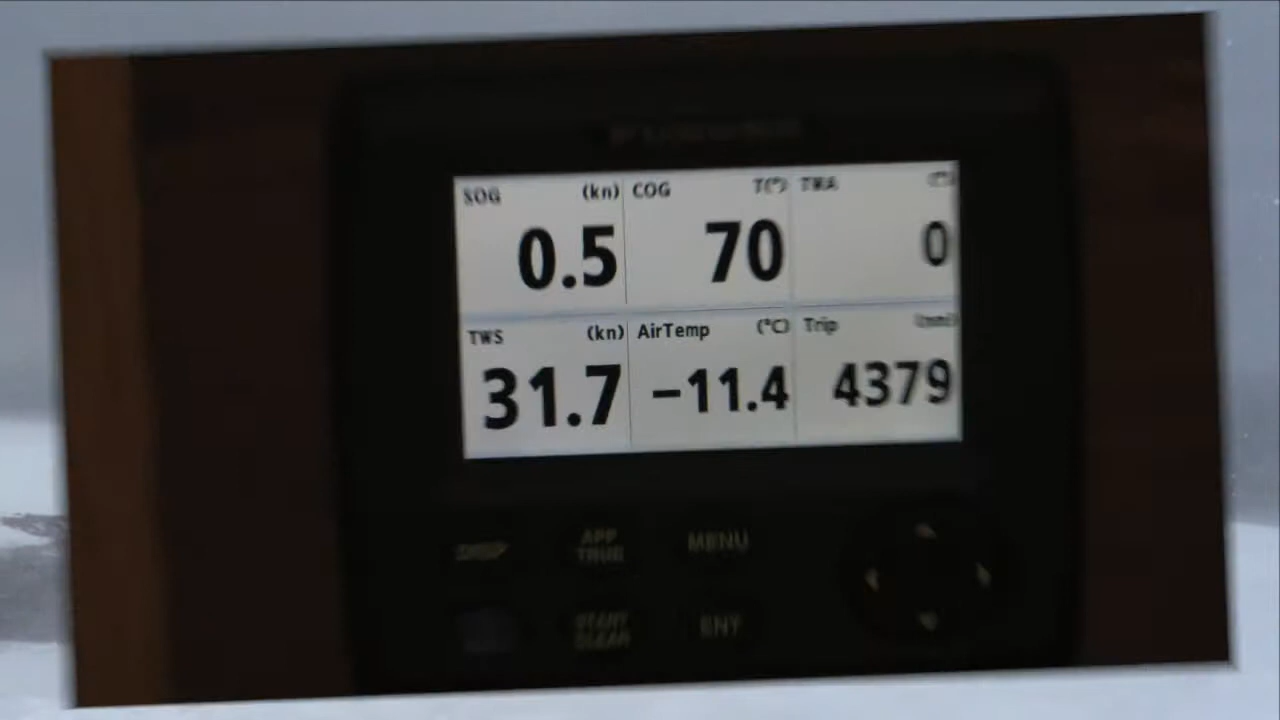 SOG (kn) COG T(°) TWA (°)
0.5 70 0
TWS (kn) AirTemp (°C) Trip (nm)
31.7 -11.4 4379
DISP APP TRUE MENU
START CLEAR ENT